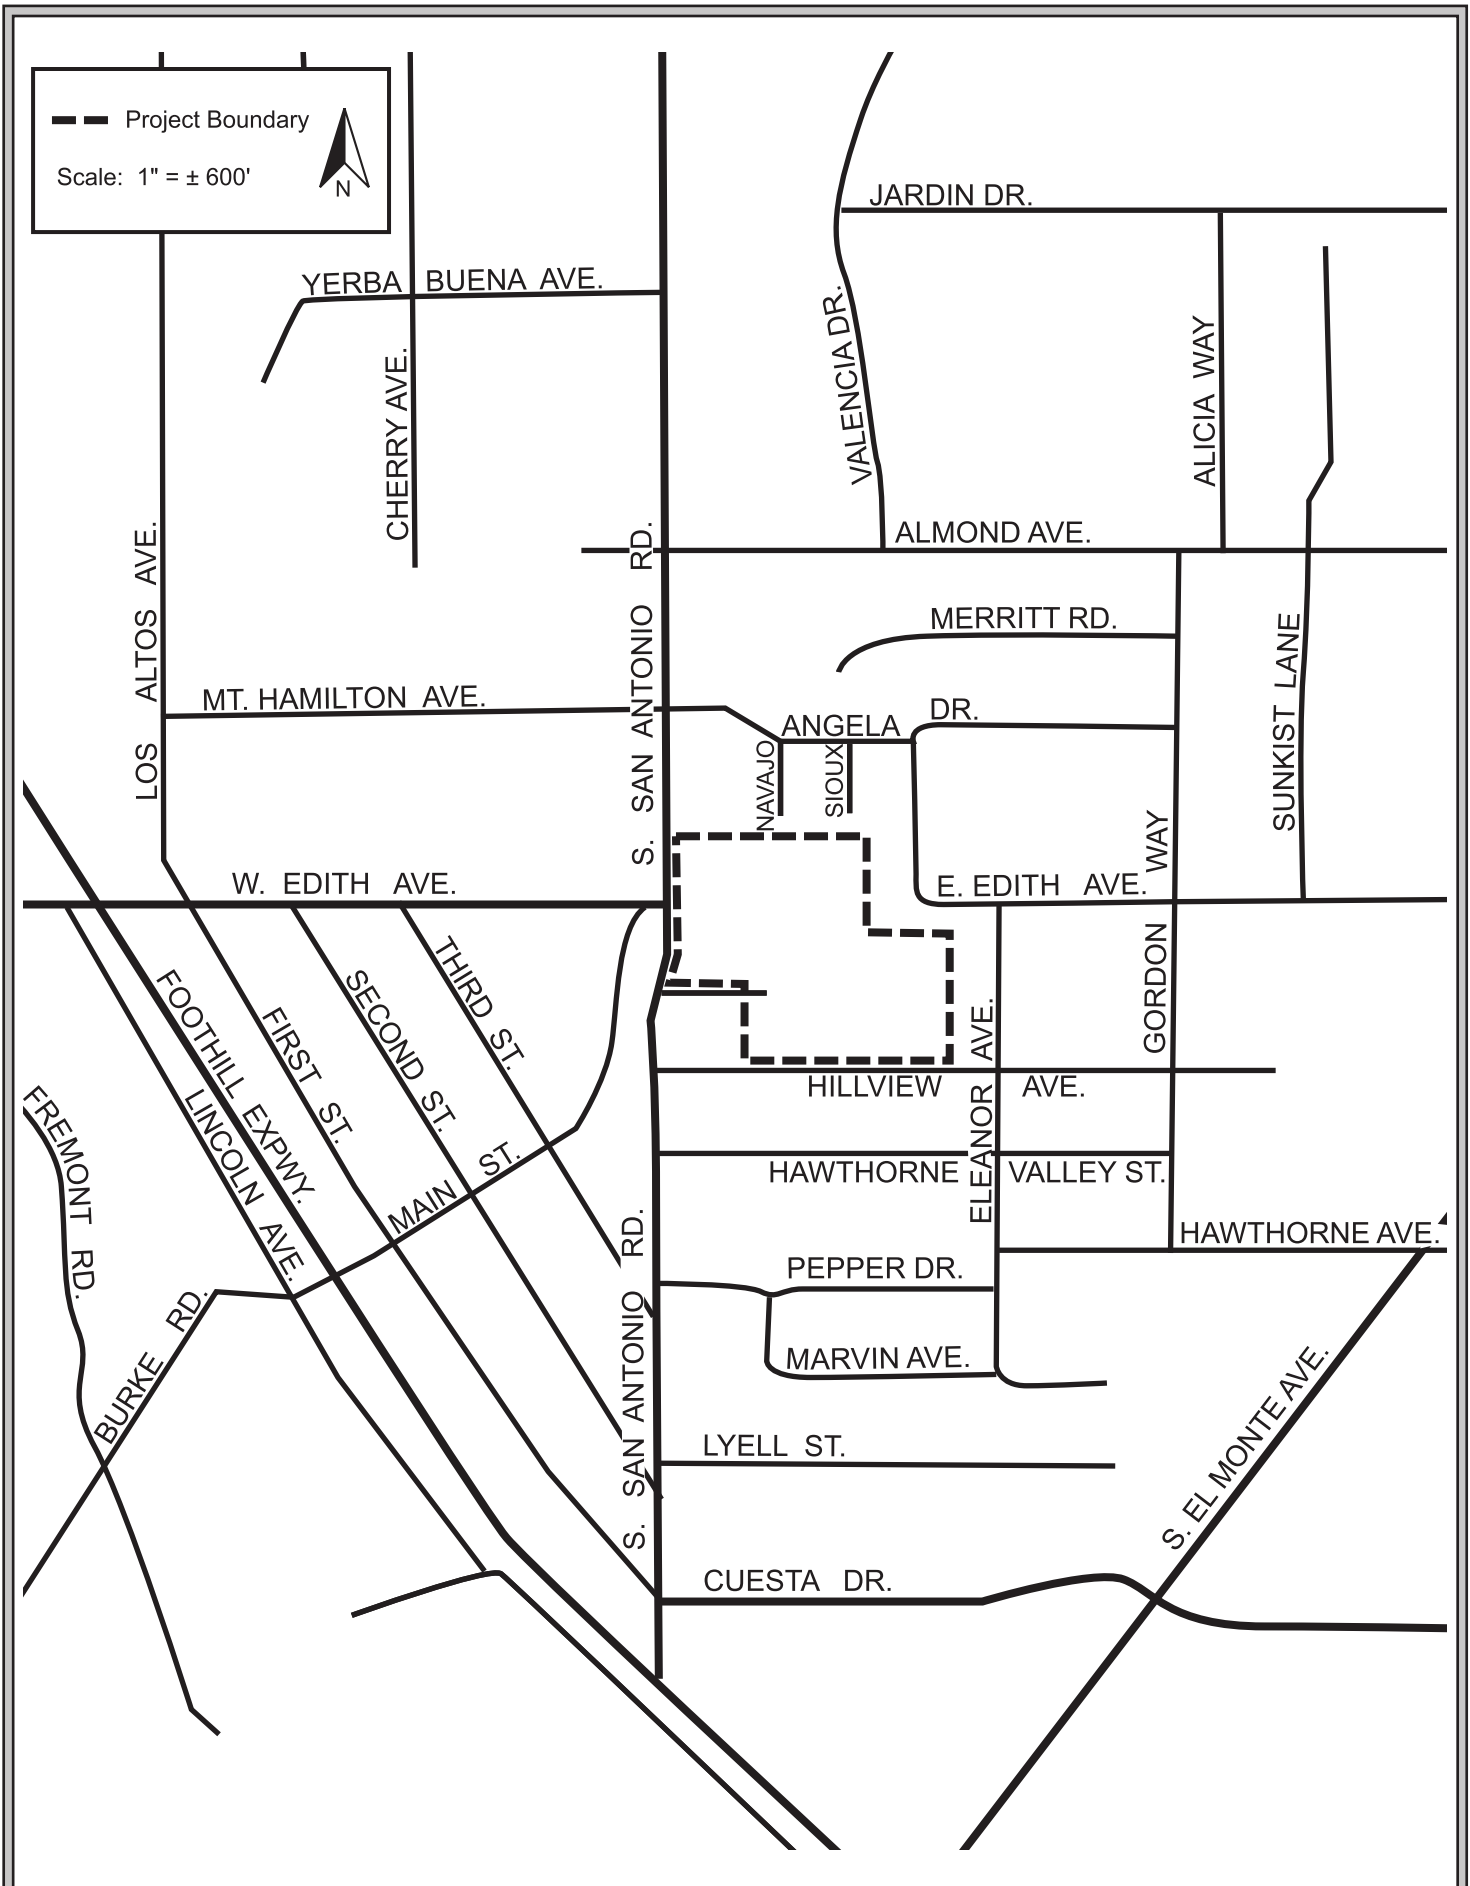 Project Boundary
Scale: 1" = ± 600'
N
JARDIN DR.
YERBA BUENA AVE.
VALENCIA DR.
ALICIA WAY
CHERRY AVE.
ALMOND AVE.
LOS ALTOS AVE.
S. SAN ANTONIO RD.
MERRITT RD.
SUNKIST LANE
MT. HAMILTON AVE.
ANGELA DR.
NAVAJO
SIOUX
GORDON WAY
W. EDITH AVE.
E. EDITH AVE.
THIRD ST.
SECOND ST.
FIRST ST.
FOOTHILL EXPWY.
LINCOLN AVE.
FREMONT RD.
MAIN ST.
BURKE RD.
ELEANOR AVE.
HILLVIEW AVE.
HAWTHORNE VALLEY ST.
HAWTHORNE AVE.
S. SAN ANTONIO RD.
PEPPER DR.
MARVIN AVE.
LYELL ST.
S. EL MONTE AVE.
CUESTA DR.